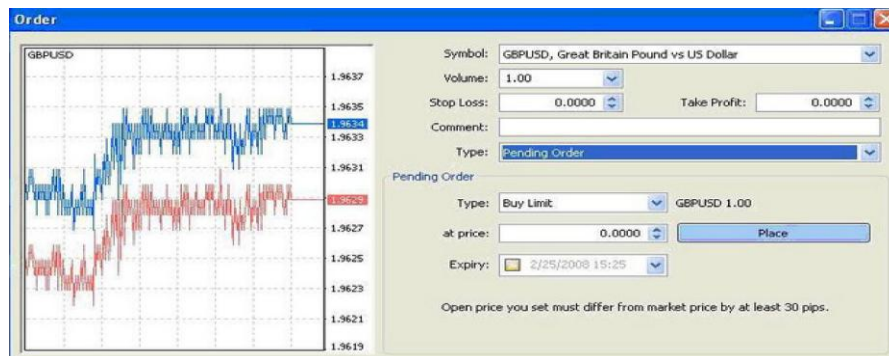 Order
GBPUSD
1.9637
1.9635
1.9634
1.9633
1.9631
1.9629
1.9627
1.9625
1.9623
1.9621
1.9619
Symbol: GBPUSD, Great Britain Pound vs US Dollar
Volume: 1.00
Stop Loss: 0.0000 Take Profit: 0.0000
Comment:
Type: Pending Order
Pending Order
Type: Buy Limit GBPUSD 1.00
at price: 0.0000 Place
Expiry: 2/25/2008 15:25
Open price you set must differ from market price by at least 30 pips.